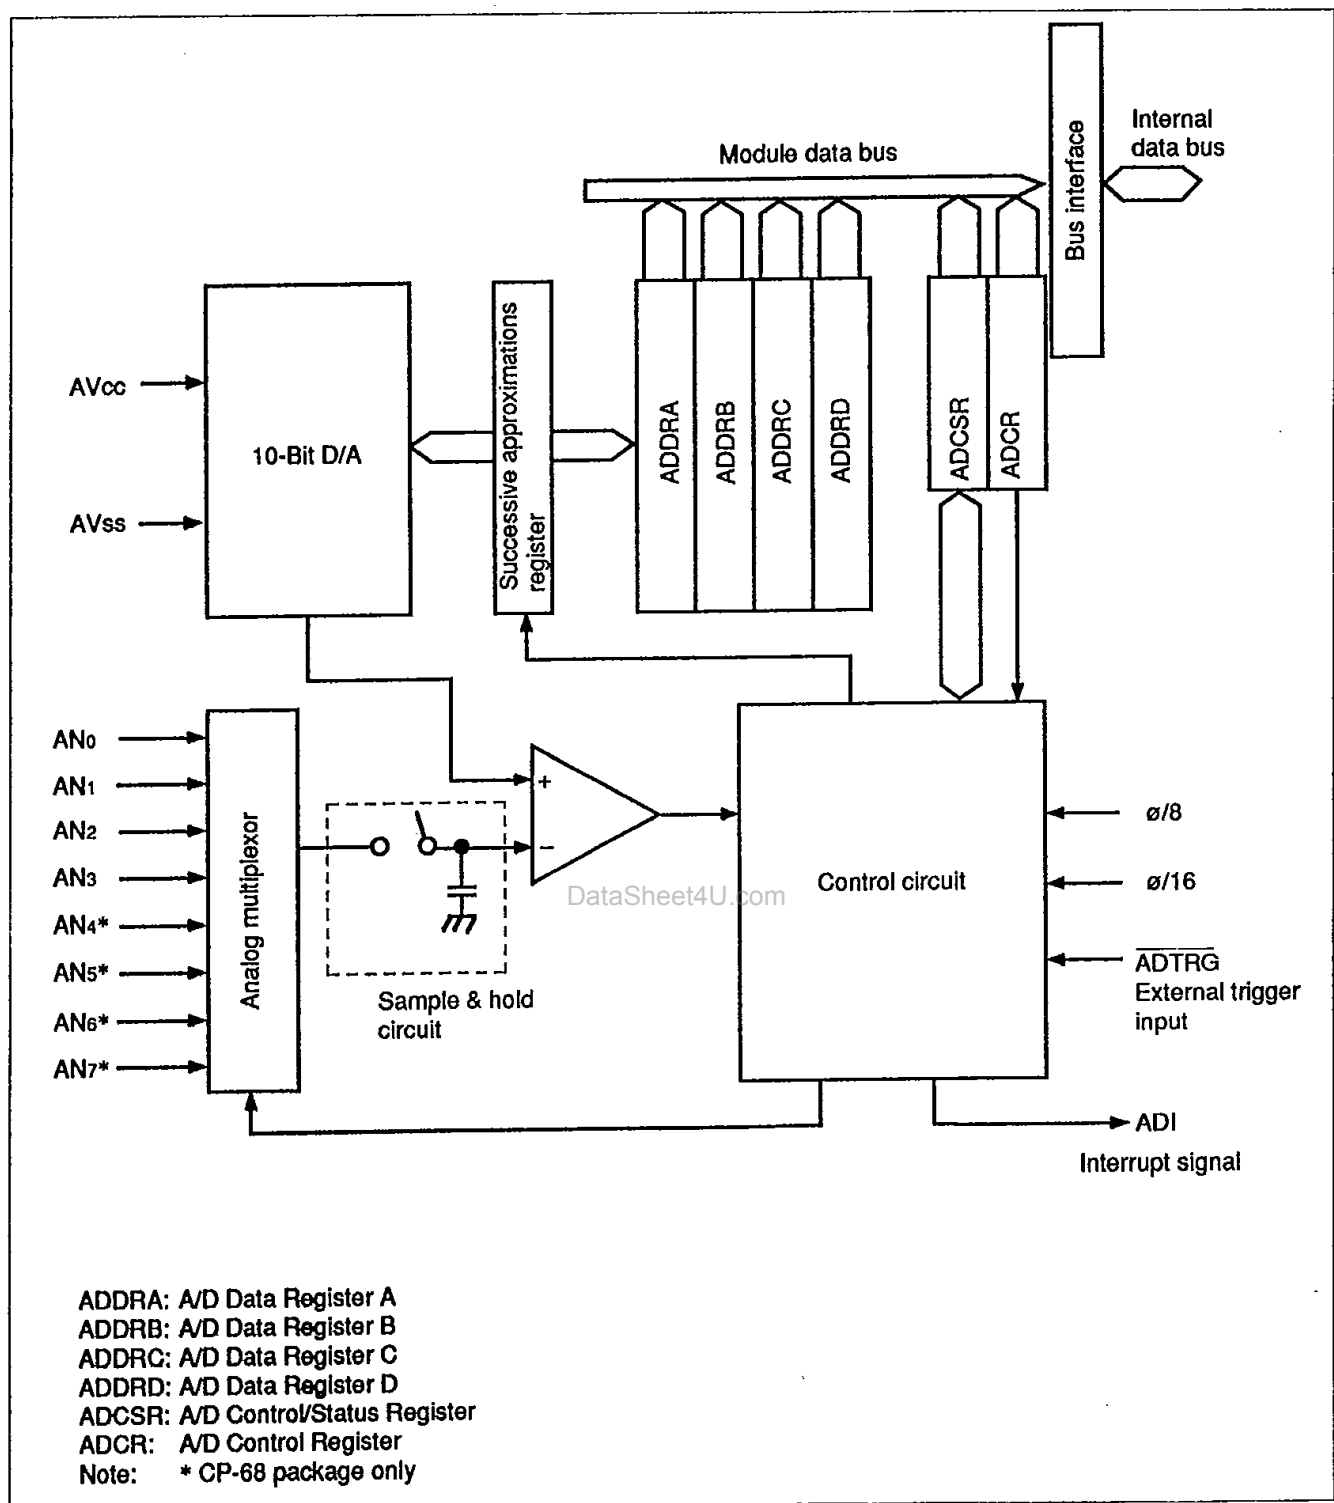 Module data bus
Bus interface
Internal
data bus
AVcc
AVss
10-Bit D/A
Successive approximations
register
ADDRA
ADDRB
ADDRC
ADDRD
ADCSR
ADCR
AN0
AN1
AN2
AN3
AN4*
AN5*
AN6*
AN7*
Analog multiplexor
+
−
Sample & hold
circuit
DataSheet4U.com
Control circuit
ø/8
ø/16
ADTRG
External trigger
input
ADI
Interrupt signal
ADDRA: A/D Data Register A
ADDRB: A/D Data Register B
ADDRC: A/D Data Register C
ADDRD: A/D Data Register D
ADCSR: A/D Control/Status Register
ADCR: A/D Control Register
Note: * CP-68 package only